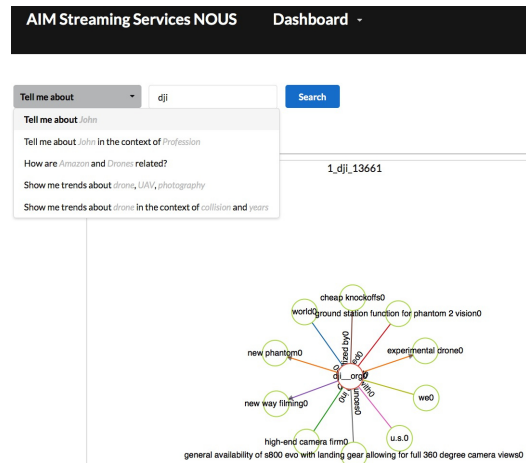 AIM Streaming Services NOUS Dashboard
Tell me about dji Search
Tell me about John
Tell me about John in the context of Profession
How are Amazon and Drones related?
Show me trends about drone, UAV, photography
Show me trends about drone in the context of collision and years
1_dji_13661
cheap knockoffs0
world0 ground station function for phantom 2 vision0
new phantom0 experimental drone0
new way filming0 we0
high-end camera firm0 u.s.0
general availability of s800 evo with landing gear allowing for full 360 degree camera views0